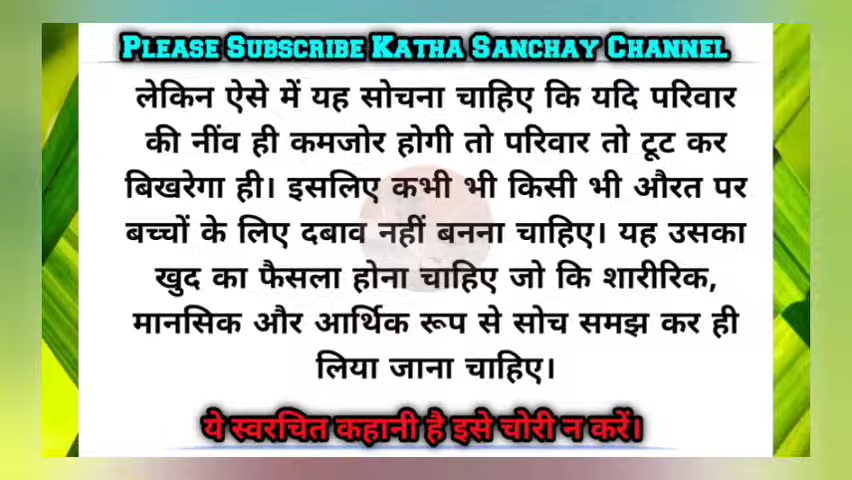 PLEASE SUBSCRIBE KATHA SANCHAY CHANNEL
लेकिन ऐसे में यह सोचना चाहिए कि यदि परिवार
की नींव ही कमजोर होगी तो परिवार तो टूट कर
बिखरेगा ही। इसलिए कभी भी किसी भी औरत पर
बच्चों के लिए दबाव नहीं बनना चाहिए। यह उसका
खुद का फैसला होना चाहिए जो कि शारीरिक,
मानसिक और आर्थिक रूप से सोच समझ कर ही
लिया जाना चाहिए।
ये स्वरचित कहानी है इसे चोरी न करें।